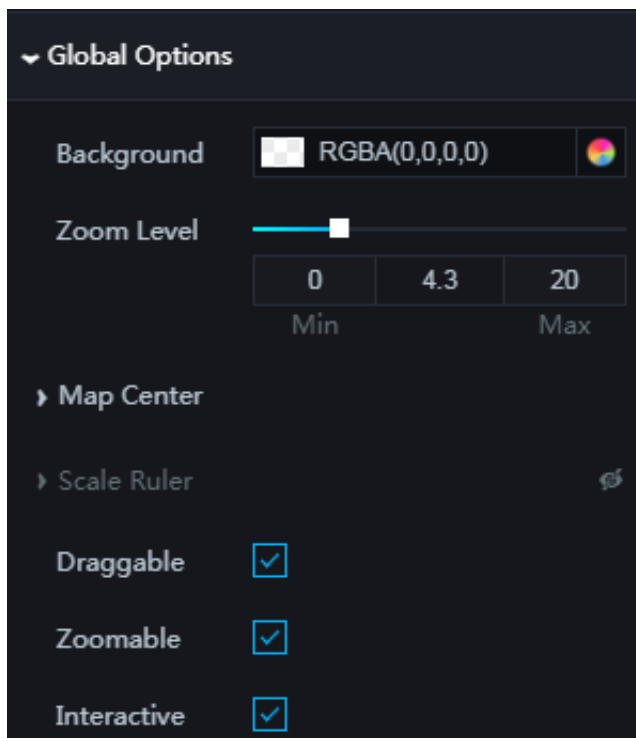 Global Options
Background RGBA(0,0,0,0)
Zoom Level
0 4.3 20
Min Max
Map Center
Scale Ruler
Draggable
Zoomable
Interactive